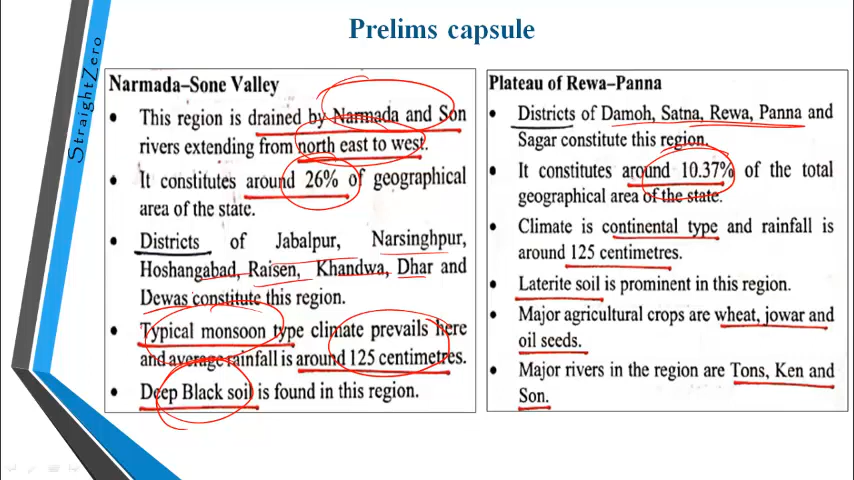 Prelims capsule
StraightZero
Narmada–Sone Valley
• This region is drained by Narmada and Son
rivers extending from north east to west.
• It constitutes around 26% of geographical
area of the state.
• Districts of Jabalpur, Narsinghpur,
Hoshangabad, Raisen, Khandwa, Dhar and
Dewas constitute this region.
• Typical monsoon type climate prevails here
and average rainfall is around 125 centimetres.
• Deep Black soil is found in this region.
Plateau of Rewa–Panna
• Districts of Damoh, Satna, Rewa, Panna and
Sagar constitute this region.
• It constitutes around 10.37% of the total
geographical area of the state.
• Climate is continental type and rainfall is
around 125 centimetres.
• Laterite soil is prominent in this region.
• Major agricultural crops are wheat, jowar and
oil seeds.
• Major rivers in the region are Tons, Ken and
Son.